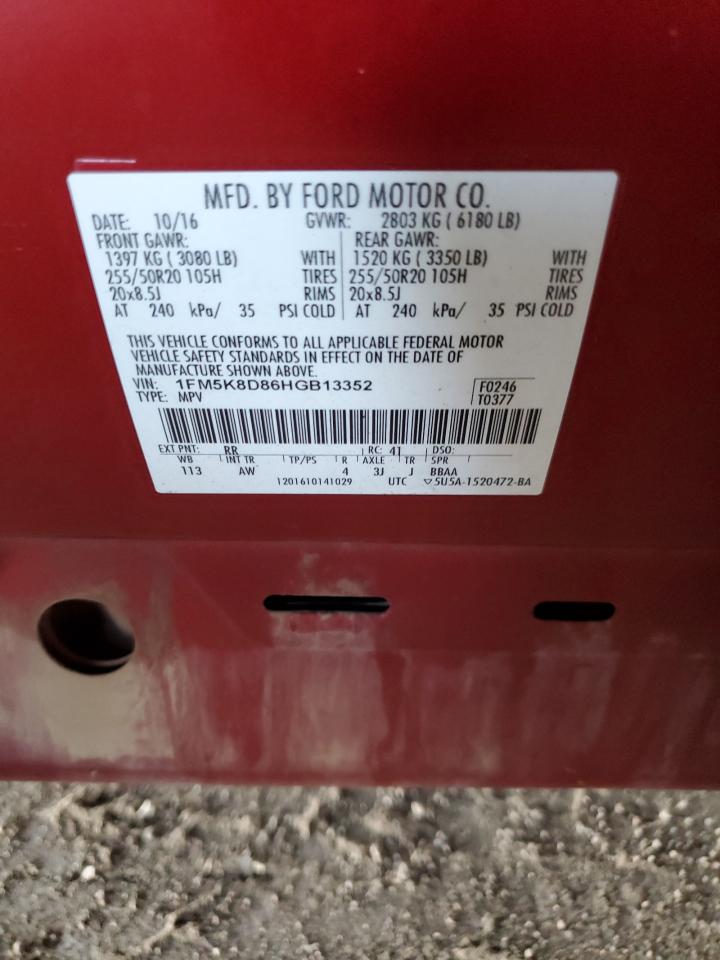 MFD. BY FORD MOTOR CO.
DATE: 10/16 GVWR: 2803 KG ( 6180 LB)
FRONT GAWR: REAR GAWR:
1397 KG ( 3080 LB) WITH 1520 KG ( 3350 LB) WITH
255/50R20 105H TIRES 255/50R20 105H TIRES
20x8.5J RIMS 20x8.5J RIMS
AT 240 kPa/ 35 PSI COLD AT 240 kPa/ 35 PSI COLD
THIS VEHICLE CONFORMS TO ALL APPLICABLE FEDERAL MOTOR
VEHICLE SAFETY STANDARDS IN EFFECT ON THE DATE OF
MANUFACTURE SHOWN ABOVE.
VIN: 1FM5K8D86HGB13352 F0246
TYPE: MPV T0377
EXT PNT: RR RC: 41 DSO:
WB INT TR TP/PS R AXLE TR SPR
113 AW 4 3J J BBAA
1201610141029 UTC ▽5U5A-1520472-BA